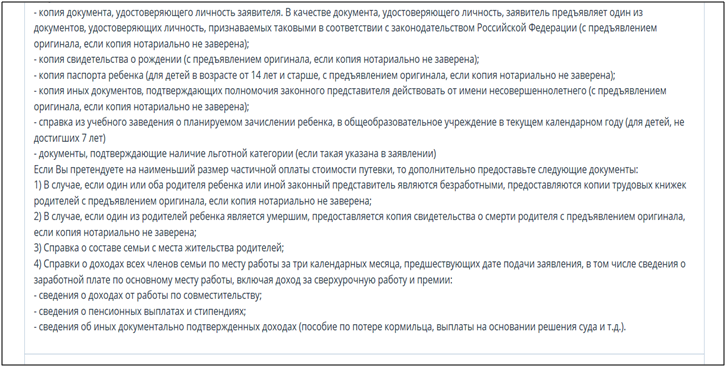 - копия документа, удостоверяющего личность заявителя. В качестве документа, удостоверяющего личность, заявитель предъявляет один из
документов, удостоверяющих личность, признаваемых таковыми в соответствии с законодательством Российской Федерации (с предъявлением
оригинала, если копия нотариально не заверена);
- копия свидетельства о рождении (с предъявлением оригинала, если копия нотариально не заверена);
- копия паспорта ребенка (для детей в возрасте от 14 лет и старше, с предъявлением оригинала, если копия нотариально не заверена);
- копия иных документов, подтверждающих полномочия законного представителя действовать от имени несовершеннолетнего (с предъявлением
оригинала, если копия нотариально не заверена);
- справка из учебного заведения о планируемом зачислении ребенка, в общеобразовательное учреждение в текущем календарном году (для детей, не
достигших 7 лет)
- документы, подтверждающие наличие льготной категории (если такая указана в заявлении)
Если Вы претендуете на наименьший размер частичной оплаты стоимости путевки, то дополнительно предоставьте следующие документы:
1) В случае, если один или оба родителя ребенка или иной законный представитель являются безработными, предоставляются копии трудовых книжек
родителей с предъявлением оригинала, если копия нотариально не заверена;
2) В случае, если один из родителей ребенка является умершим, предоставляется копия свидетельства о смерти родителя с предъявлением оригинала,
если копия нотариально не заверена;
3) Справка о составе семьи с места жительства родителей;
4) Справки о доходах всех членов семьи по месту работы за три календарных месяца, предшествующих дате подачи заявления, в том числе сведения о
заработной плате по основному месту работы, включая доход за сверхурочную работу и премии:
- сведения о доходах от работы по совместительству;
- сведения о пенсионных выплатах и стипендиях;
- сведения об иных документально подтвержденных доходах (пособие по потере кормильца, выплаты на основании решения суда и т.д.).